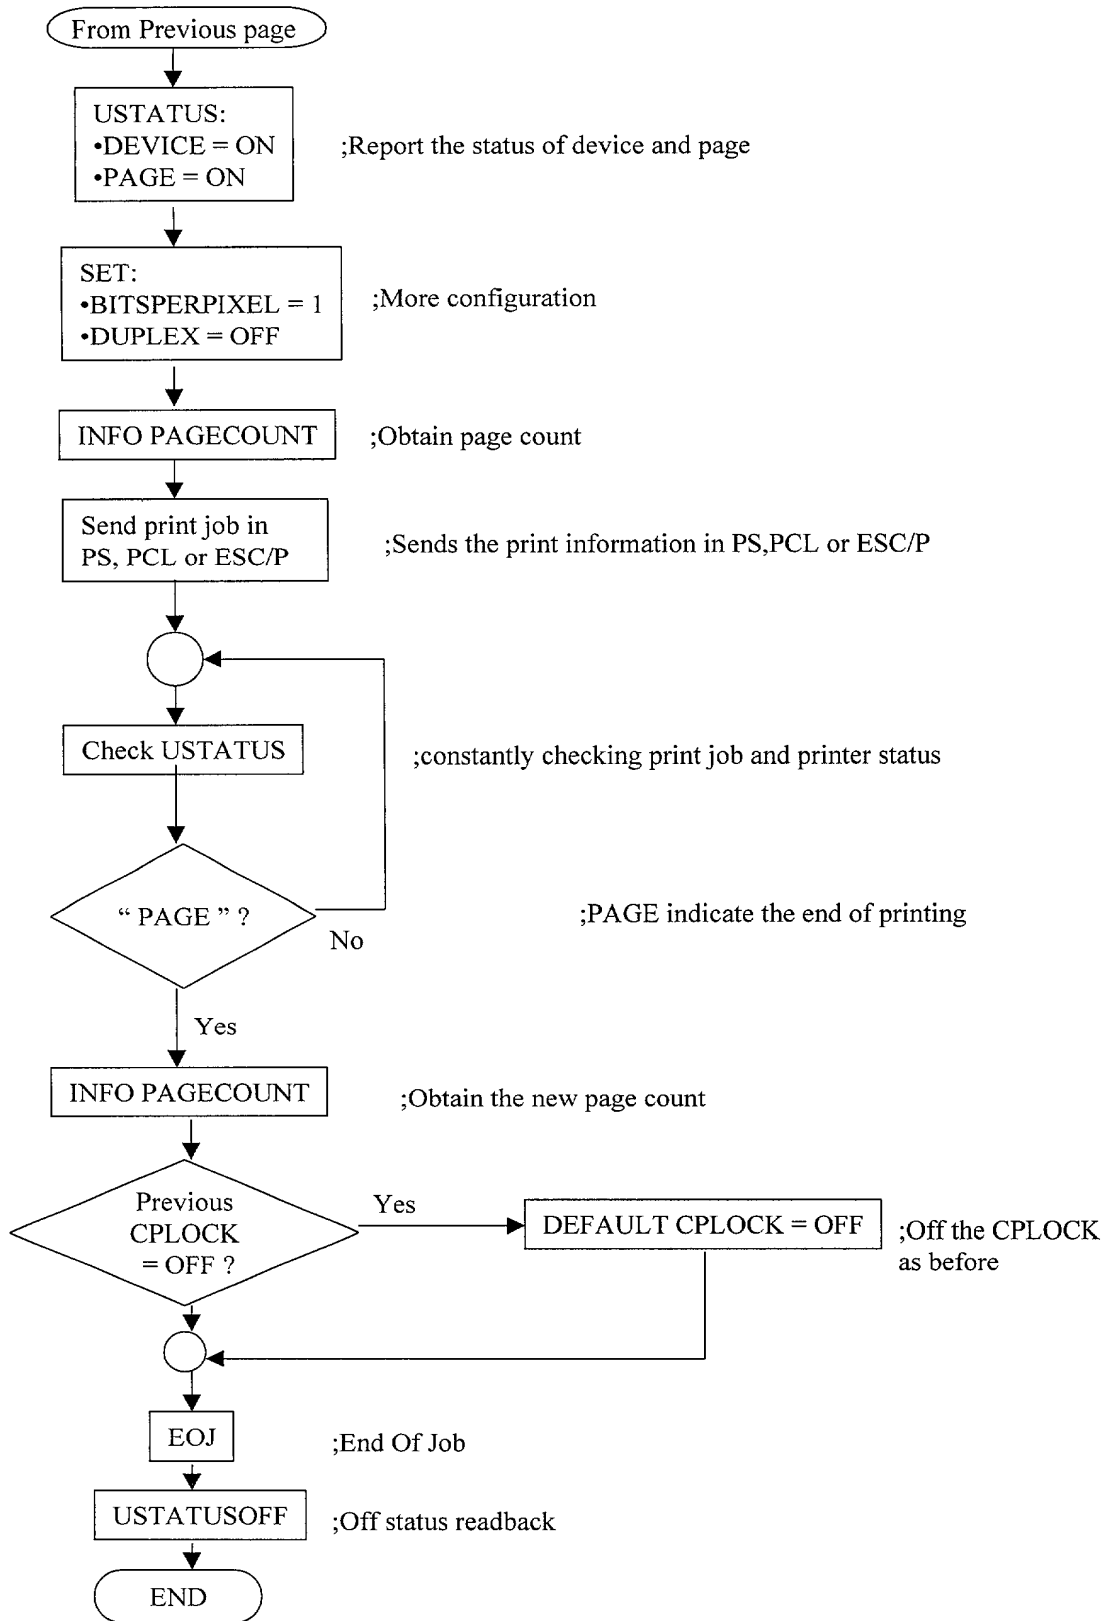 From Previous page
USTATUS:
•DEVICE = ON
•PAGE = ON
;Report the status of device and page
SET:
•BITSPERPIXEL = 1
•DUPLEX = OFF
;More configuration
INFO PAGECOUNT
;Obtain page count
Send print job in
PS, PCL or ESC/P
;Sends the print information in PS,PCL or ESC/P
Check USTATUS
;constantly checking print job and printer status
“ PAGE ” ?
No
;PAGE indicate the end of printing
Yes
INFO PAGECOUNT
;Obtain the new page count
Previous
CPLOCK
= OFF ?
Yes
DEFAULT CPLOCK = OFF
;Off the CPLOCK
as before
EOJ
;End Of Job
USTATUSOFF
;Off status readback
END